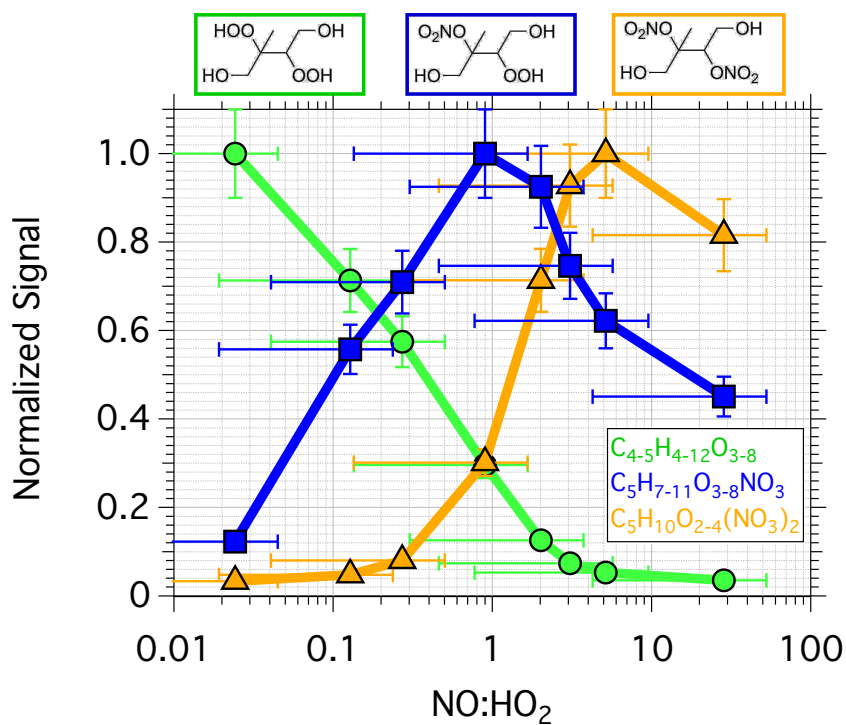 HOO OH
HO OOH
O₂NO OH
HO OOH
O₂NO OH
HO ONO₂
Normalized Signal
1.0
0.8
0.6
0.4
0.2
0
C₄₋₅H₄₋₁₂O₃₋₈
C₅H₇₋₁₁O₃₋₈NO₃
C₅H₁₀O₂₋₄(NO₃)₂
0.01 0.1 1 10 100
NO:HO₂